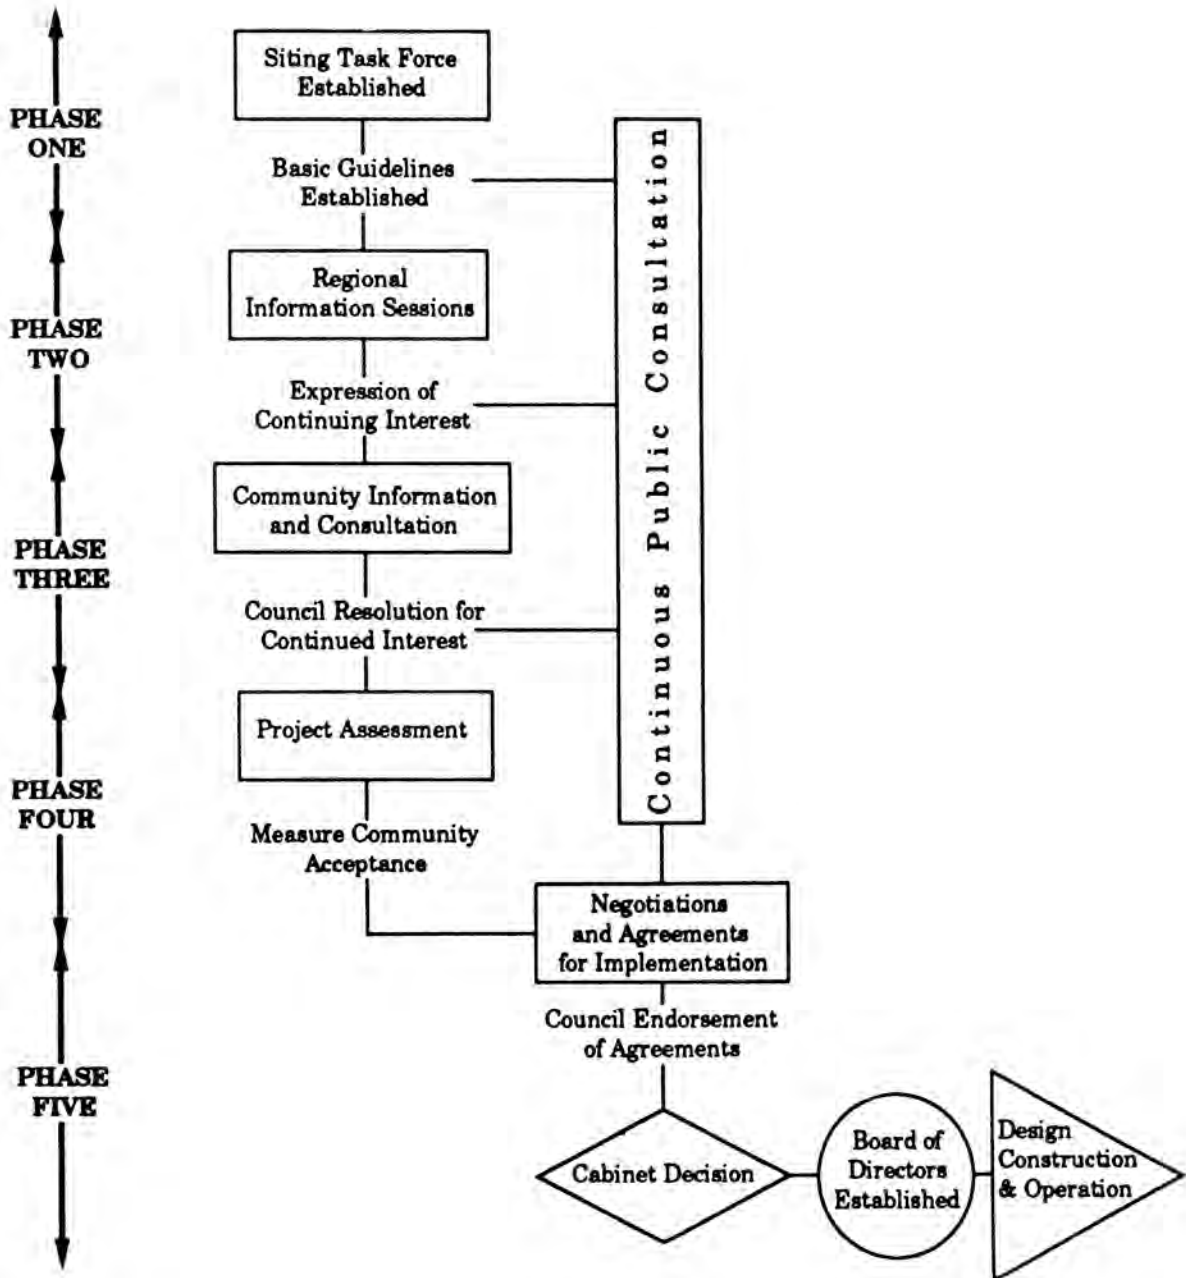 PHASE
ONE
PHASE
TWO
PHASE
THREE
PHASE
FOUR
PHASE
FIVE
Siting Task Force
Established
Basic Guidelines
Established
Regional
Information Sessions
Expression of
Continuing Interest
Community Information
and Consultation
Council Resolution for
Continued Interest
Project Assessment
Measure Community
Acceptance
Continuous Public Consultation
Negotiations
and Agreements
for Implementation
Council Endorsement
of Agreements
Cabinet Decision
Board of
Directors
Established
Design
Construction
& Operation